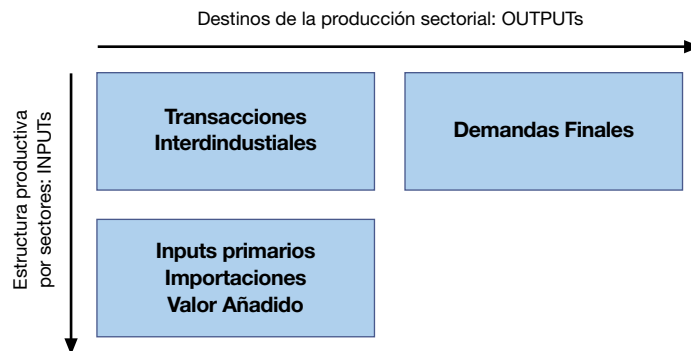 Destinos de la producción sectorial: OUTPUTs
Estructura productiva
por sectores: INPUTs
Transacciones
Interdindustiales
Demandas Finales
Inputs primarios
Importaciones
Valor Añadido